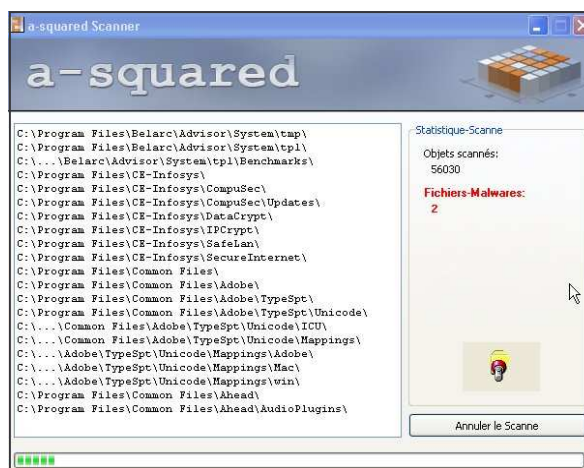 a-squared Scanner
a-squared
C:\Program Files\Belarc\Advisor\System\tmp\
C:\Program Files\Belarc\Advisor\System\tpl\
C:\...\Belarc\Advisor\System\tpl\Benchmarks\
C:\Program Files\CE-Infosys\
C:\Program Files\CE-Infosys\CompuSec\
C:\Program Files\CE-Infosys\CompuSec\Updates\
C:\Program Files\CE-Infosys\DataCrypt\
C:\Program Files\CE-Infosys\IPCrypt\
C:\Program Files\CE-Infosys\SafeLan\
C:\Program Files\CE-Infosys\SecureInternet\
C:\Program Files\Common Files\
C:\Program Files\Common Files\Adobe\
C:\Program Files\Common Files\Adobe\TypeSpt\
C:\Program Files\Common Files\Adobe\TypeSpt\Unicode\
C:\...\Common Files\Adobe\TypeSpt\Unicode\ICU\
C:\...\Common Files\Adobe\TypeSpt\Unicode\Mappings\
C:\...\Adobe\TypeSpt\Unicode\Mappings\Adobe\
C:\...\Adobe\TypeSpt\Unicode\Mappings\Mac\
C:\...\Adobe\TypeSpt\Unicode\Mappings\win\
C:\Program Files\Common Files\Ahead\
C:\Program Files\Common Files\Ahead\AudioPlugins\
Statistique-Scanne
Objets scannés:
56030
Fichiers-Malwares:
2
Annuler le Scanne